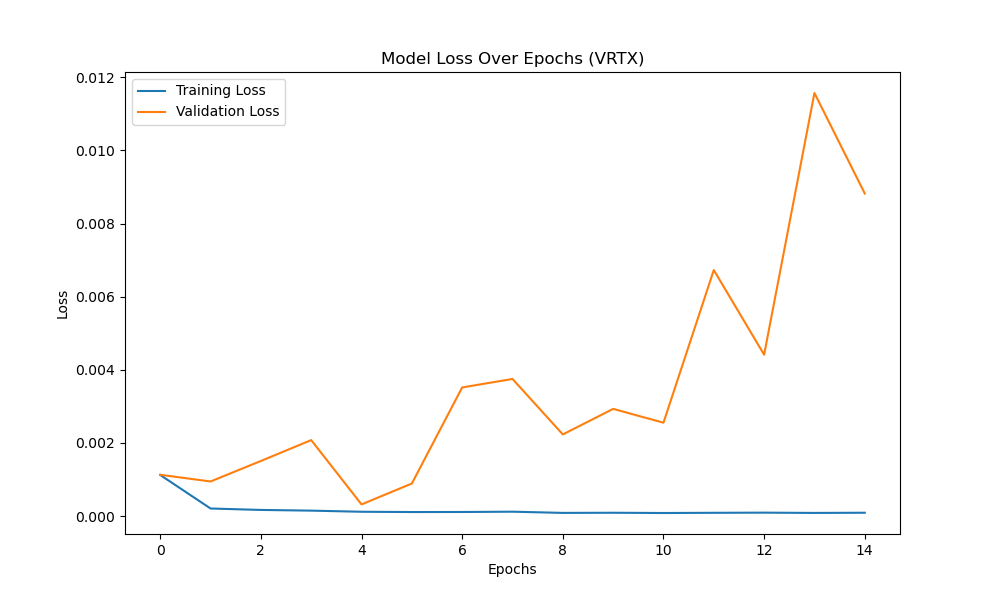 Model Loss Over Epochs (VRTX)
Training Loss
Validation Loss
0.012
0.010
0.008
0.006
0.004
0.002
0.000
Loss
0 2 4 6 8 10 12 14
Epochs